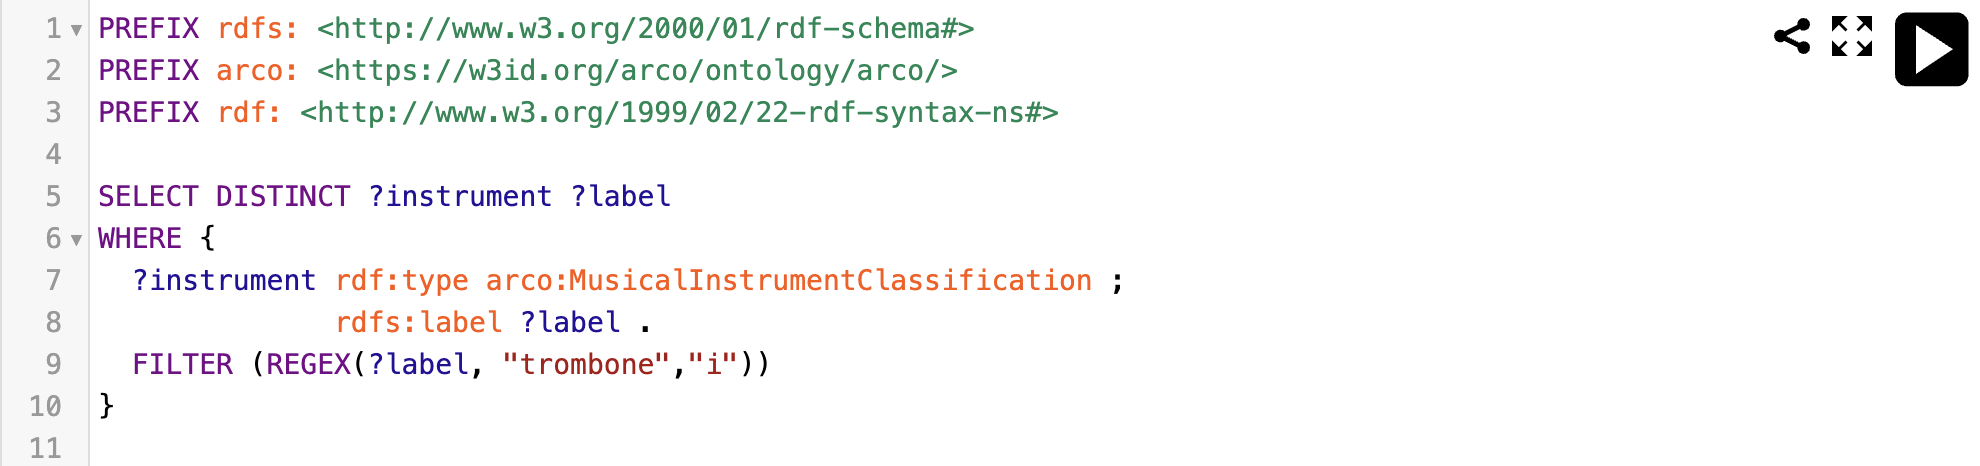 1 PREFIX rdfs: <http://www.w3.org/2000/01/rdf-schema#>
2 PREFIX arco: <https://w3id.org/arco/ontology/arco/>
3 PREFIX rdf: <http://www.w3.org/1999/02/22-rdf-syntax-ns#>
4
5 SELECT DISTINCT ?instrument ?label
6 WHERE {
7   ?instrument rdf:type arco:MusicalInstrumentClassification ;
8               rdfs:label ?label .
9   FILTER (REGEX(?label, "trombone","i"))
10 }
11